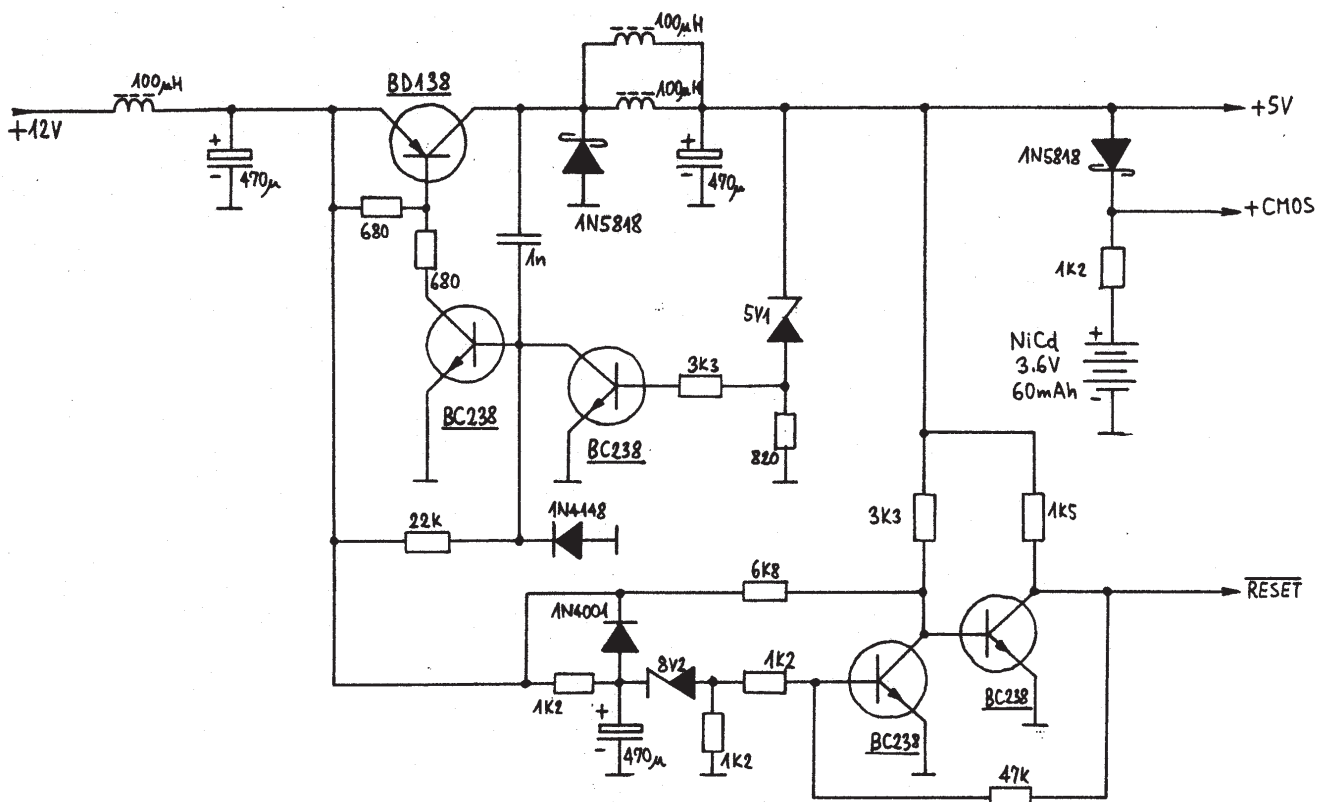 100µH
100µH
BD138
100µH
+12V
+5V
+
470µ
-
+
470µ
-
1N5818
1N5818
+CMOS
680
680
1n
1K2
5V1
NiCd
3.6V
60mAh
+
-
3K3
BC238
BC238
820
22K
1N4148
3K3
1K5
6K8
RESET
1N4001
8V2
1K2
1K2
+
470µ
-
1K2
BC238
BC238
47K